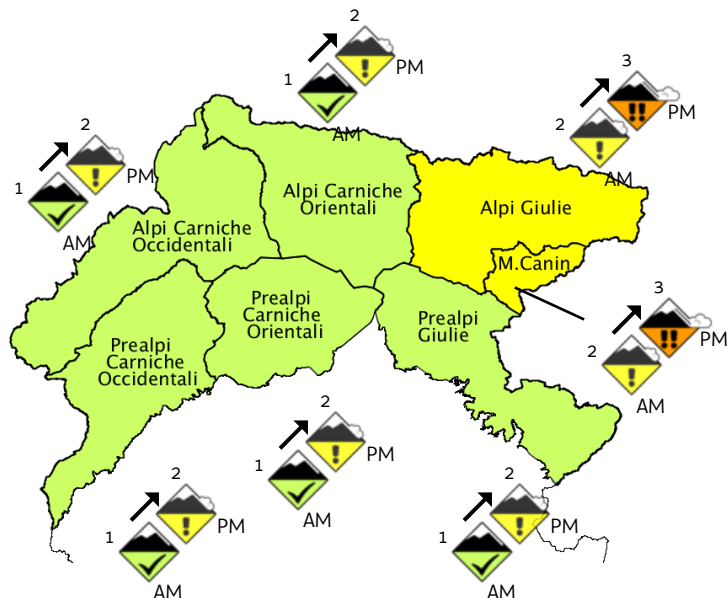 2
1
PM
AM
3
2
PM
AM
2
1
PM
AM
Alpi Carniche
Orientali
Alpi Giulie
Alpi Carniche
Occidentali
M.Canin
Prealpi
Carniche
Orientali
Prealpi
Giulie
Prealpi
Carniche
Occidentali
3
2
PM
AM
2
1
PM
AM
2
1
PM
AM
2
1
PM
AM